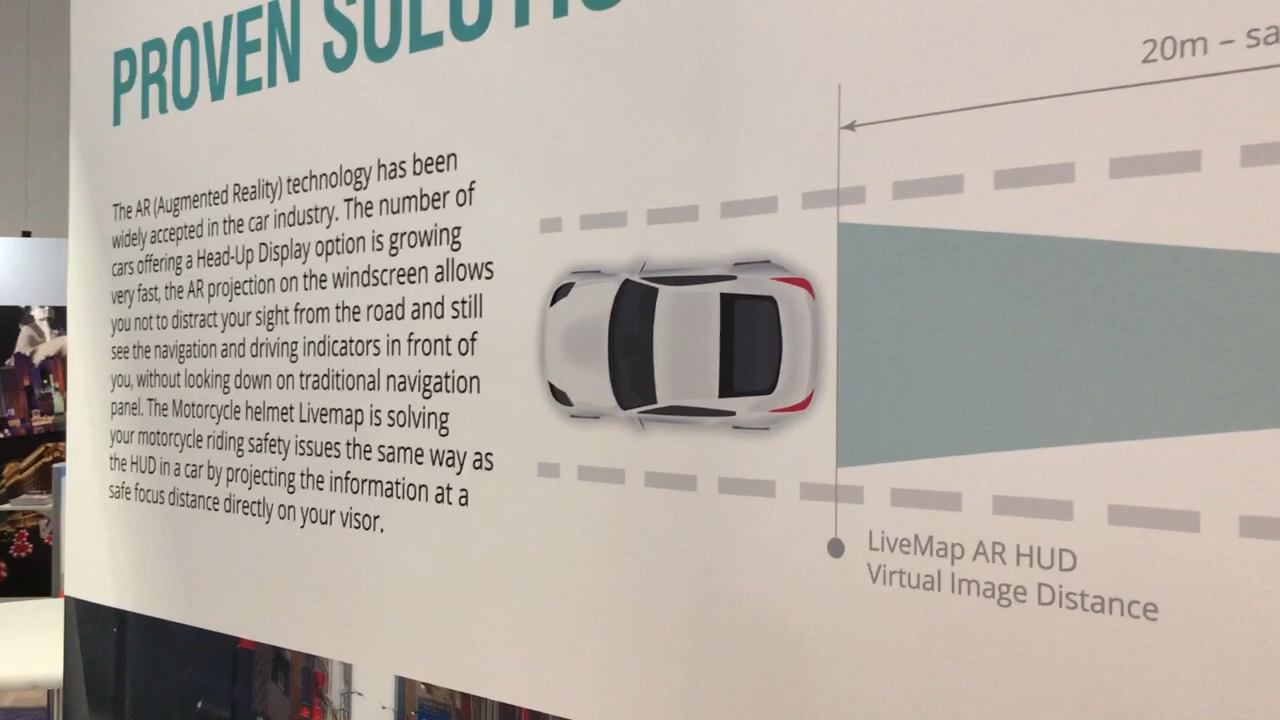 PROVEN
20m –
The AR (Augmented Reality) technology has been
widely accepted in the car industry. The number of
cars offering a Head-Up Display option is growing
very fast, the AR projection on the windscreen allows
you not to distract your sight from the road and still
see the navigation and driving indicators in front of
you, without looking down on traditional navigation
panel. The Motorcycle helmet Livemap is solving
your motorcycle riding safety issues the same way as
the HUD in a car by projecting the information at a
safe focus distance directly on your visor.
LiveMap AR HUD
Virtual Image Distance